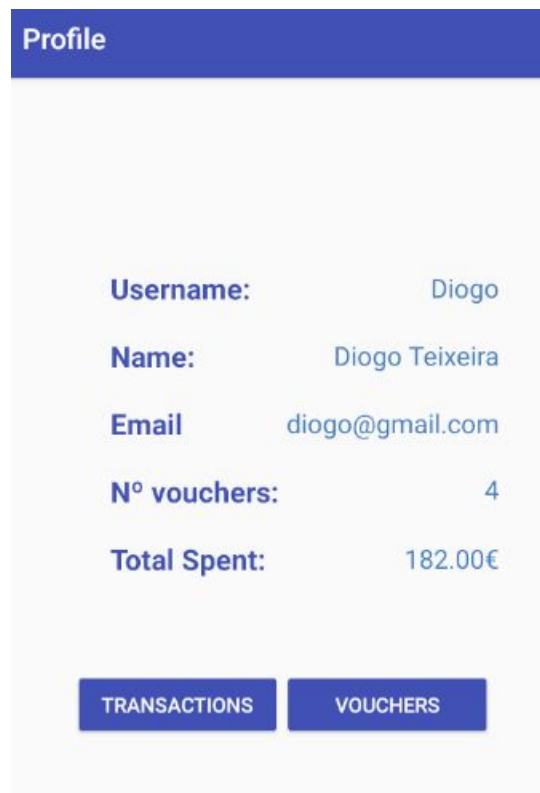 Profile
Username: Diogo
Name: Diogo Teixeira
Email diogo@gmail.com
Nº vouchers: 4
Total Spent: 182.00€
TRANSACTIONS VOUCHERS